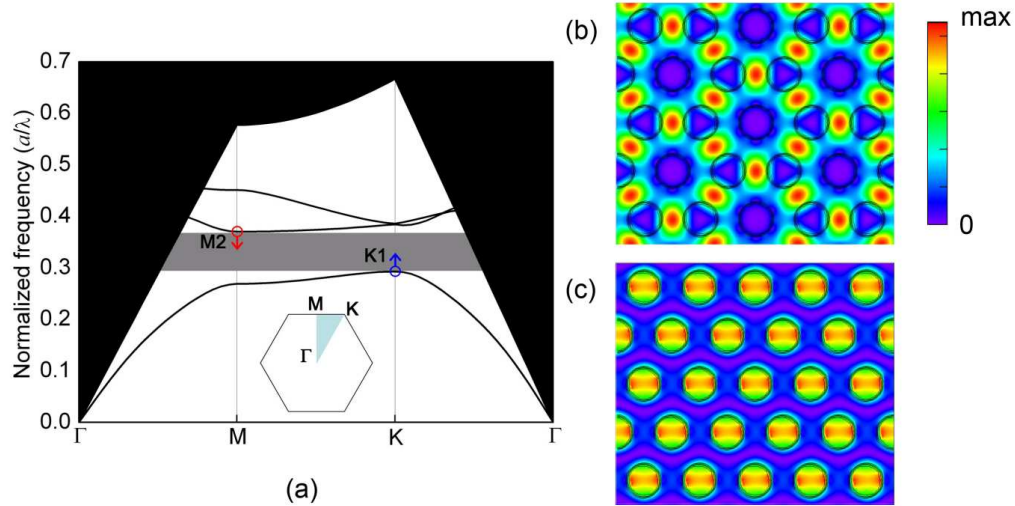 Normalized frequency (a/λ)
0.7
0.6
0.5
0.4
0.3
0.2
0.1
0.0
M2
K1
M
K
Γ
Γ
M
K
Γ
(a)
(b)
(c)
max
0